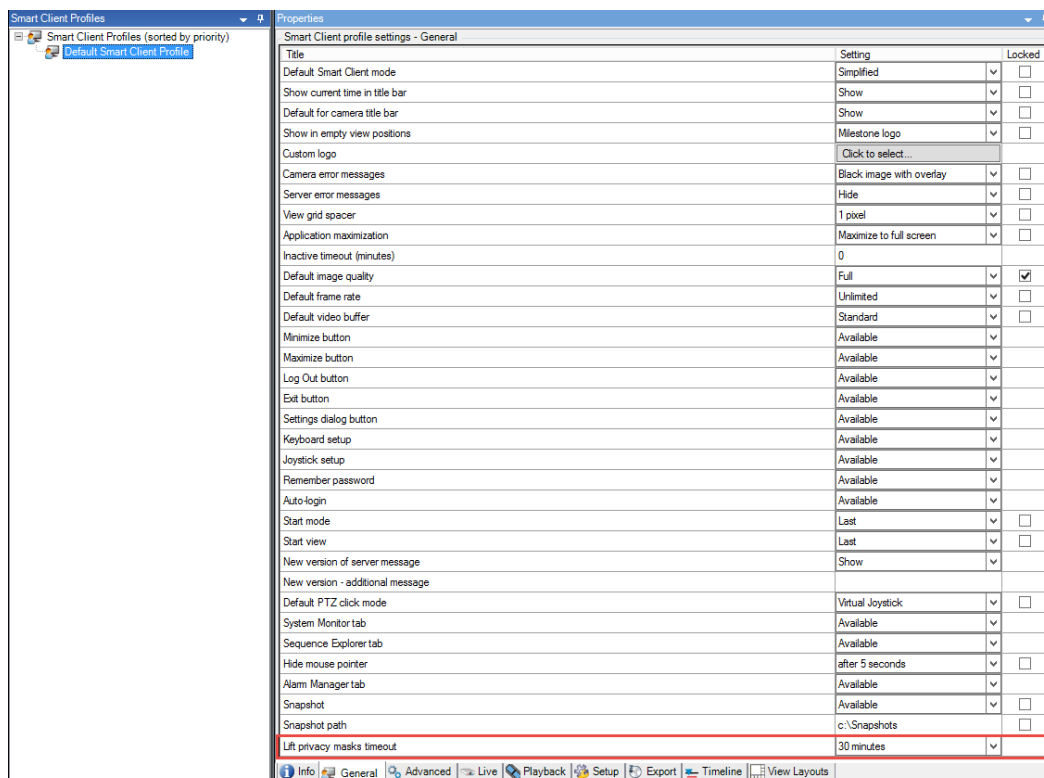 Smart Client Profiles
Properties
Smart Client Profiles (sorted by priority)
Default Smart Client Profile
Smart Client profile settings - General
Title Setting Locked
Default Smart Client mode Simplified
Show current time in title bar Show
Default for camera title bar Show
Show in empty view positions Milestone logo
Custom logo Click to select...
Camera error messages Black image with overlay
Server error messages Hide
View grid spacer 1 pixel
Application maximization Maximize to full screen
Inactive timeout (minutes) 0
Default image quality Full
Default frame rate Unlimited
Default video buffer Standard
Minimize button Available
Maximize button Available
Log Out button Available
Exit button Available
Settings dialog button Available
Keyboard setup Available
Joystick setup Available
Remember password Available
Auto-login Available
Start mode Last
Start view Last
New version of server message Show
New version - additional message
Default PTZ click mode Virtual Joystick
System Monitor tab Available
Sequence Explorer tab Available
Hide mouse pointer after 5 seconds
Alarm Manager tab Available
Snapshot Available
Snapshot path c:\Snapshots
Lift privacy masks timeout 30 minutes
Info General Advanced Live Playback Setup Export Timeline View Layouts